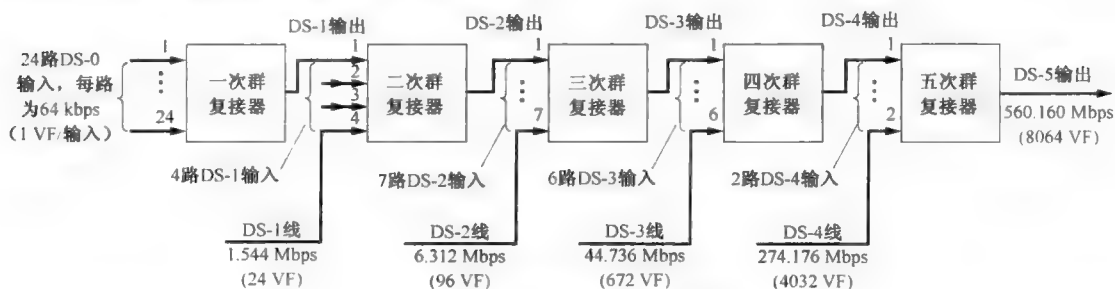 DS-1输出
DS-2输出
DS-3输出
DS-4输出
24路DS-0
输入，每路
为64 kbps
（1 VF/输入）
1
24
一次群
复接器
1
2
3
4
二次群
复接器
1
7
三次群
复接器
1
6
四次群
复接器
1
2
五次群
复接器
DS-5输出
560.160 Mbps
(8064 VF)
4路DS-1输入
7路DS-2输入
6路DS-3输入
2路DS-4输入
DS-1线
1.544 Mbps
(24 VF)
DS-2线
6.312 Mbps
(96 VF)
DS-3线
44.736 Mbps
(672 VF)
DS-4线
274.176 Mbps
(4032 VF)